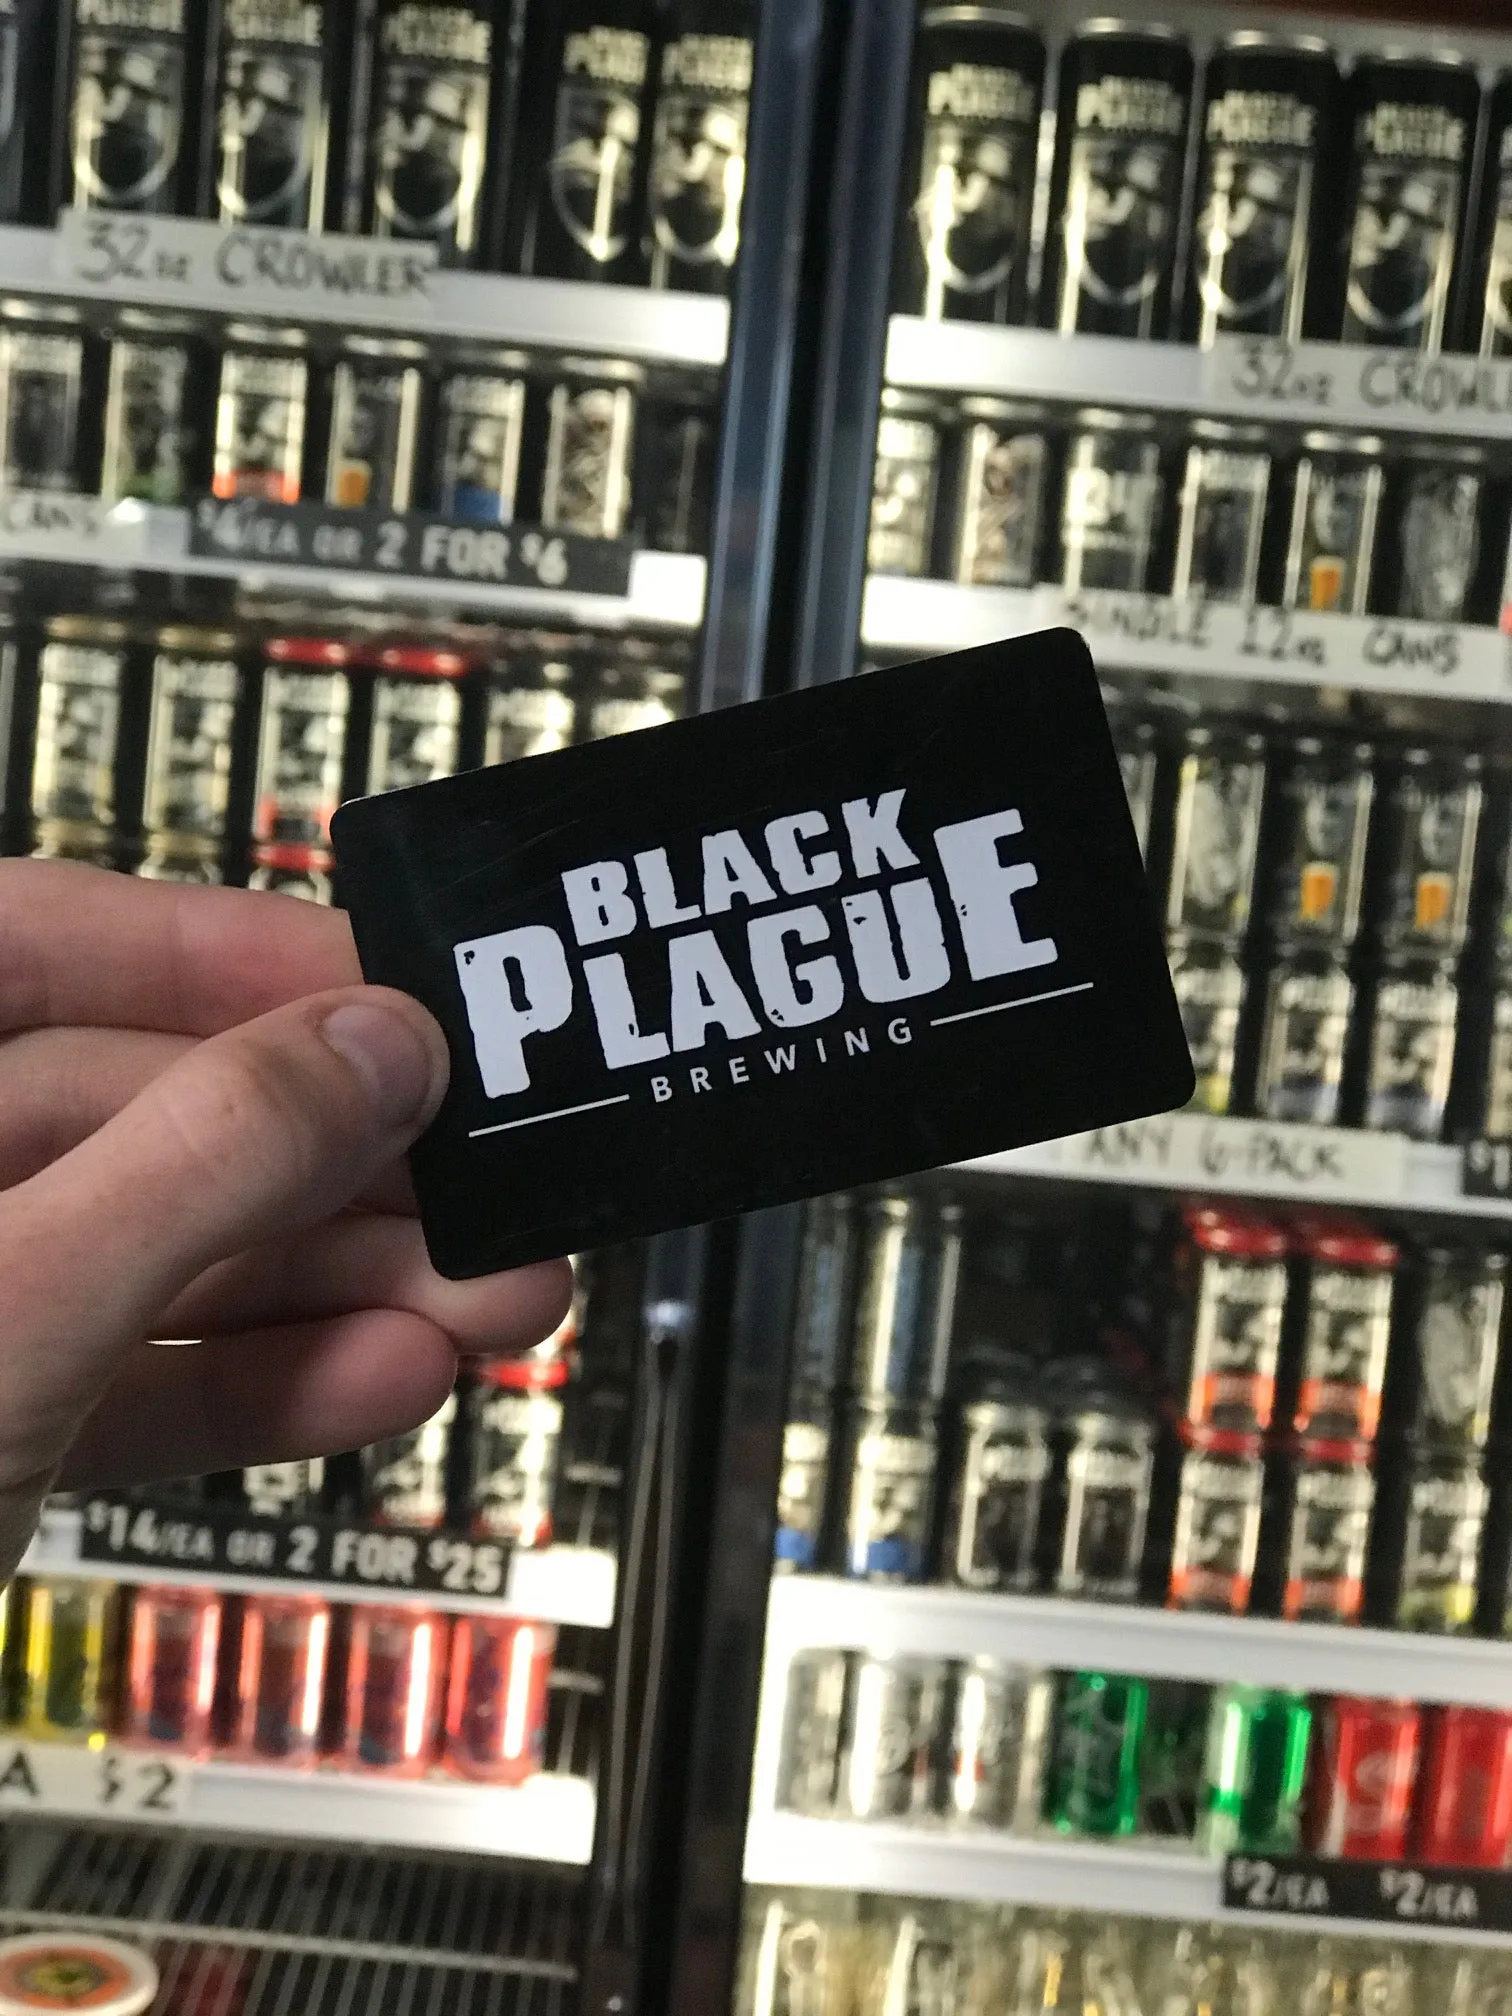 32oz CROWLER
32oz CROWL
CANS
$4/EA OR 2 FOR $6
SINGLE 12oz CANS
BLACK
PLAGUE
BREWING
ANY 6-PACK
$14/EA OR 2 FOR $25
A $2
$2/EA $2/EA